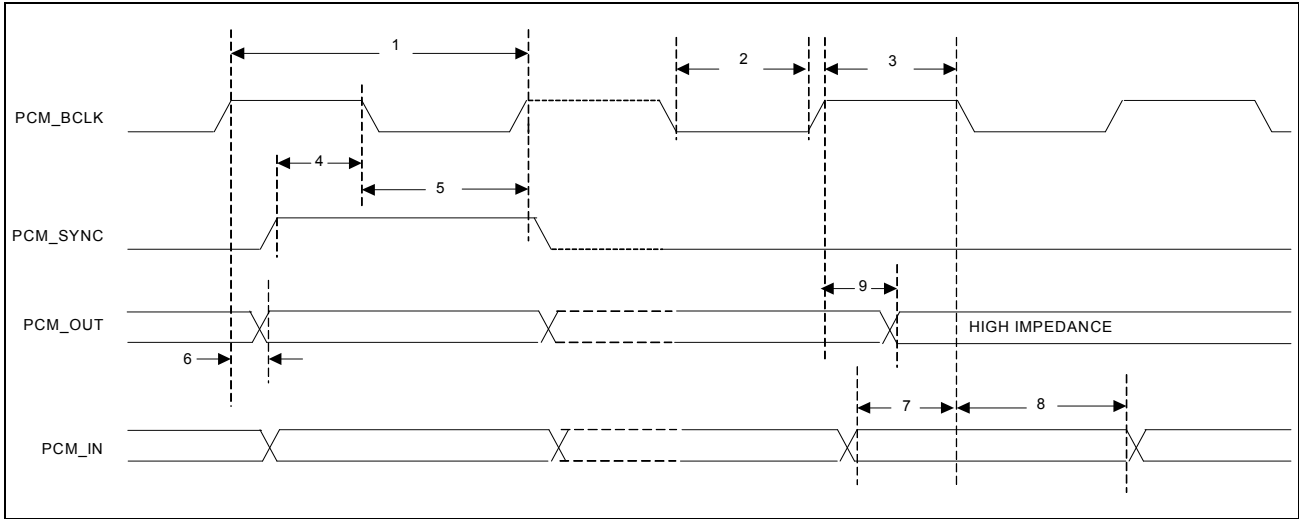 1
2
3
PCM_BCLK
4
5
PCM_SYNC
9
PCM_OUT
HIGH IMPEDANCE
6
7
8
PCM_IN